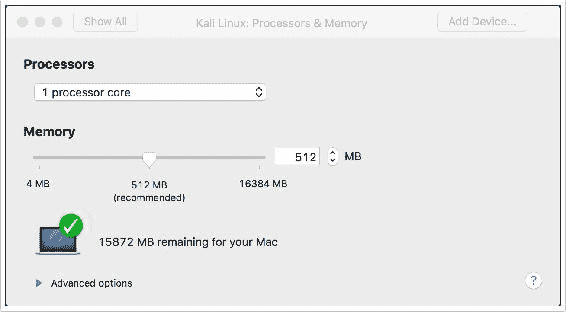 Show All
Kali Linux: Processors & Memory
Add Device...
Processors
1 processor core
Memory
512 MB
4 MB
512 MB
16384 MB
(recommended)
15872 MB remaining for your Mac
Advanced options
?